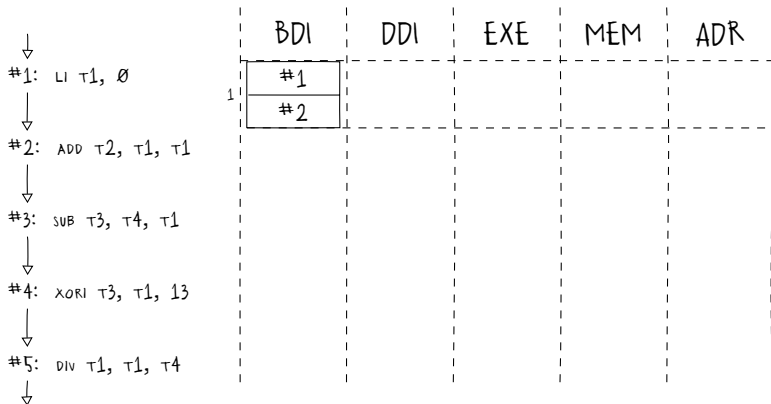 BDI DDI EXE MEM ADR
#1: LI T1, Ø
1 #1
#2
#2: ADD T2, T1, T1
#3: SUB T3, T4, T1
#4: XORI T3, T1, 13
#5: DIV T1, T1, T4